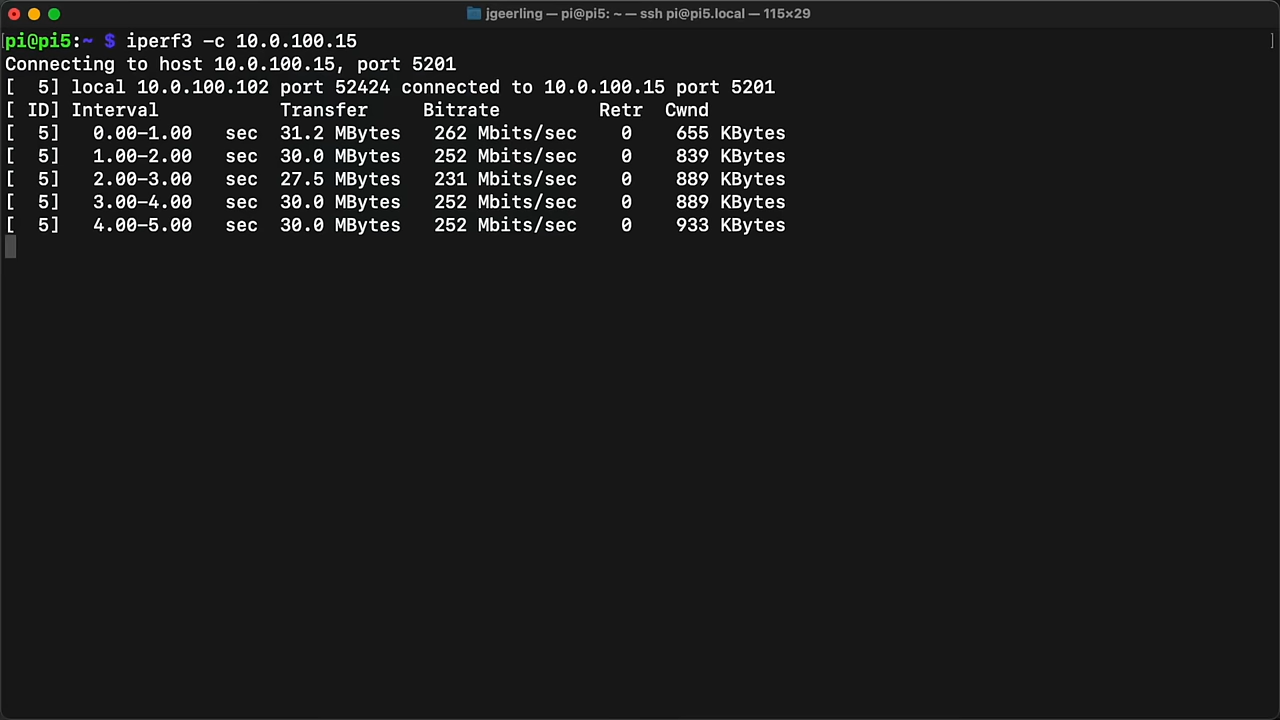 jgeerling — pi@pi5: ~ — ssh pi@pi5.local — 115×29
pi@pi5:~ $ iperf3 -c 10.0.100.15
Connecting to host 10.0.100.15, port 5201
[  5] local 10.0.100.102 port 52424 connected to 10.0.100.15 port 5201
[ ID] Interval           Transfer     Bitrate         Retr  Cwnd
[  5]   0.00-1.00   sec  31.2 MBytes   262 Mbits/sec    0    655 KBytes
[  5]   1.00-2.00   sec  30.0 MBytes   252 Mbits/sec    0    839 KBytes
[  5]   2.00-3.00   sec  27.5 MBytes   231 Mbits/sec    0    889 KBytes
[  5]   3.00-4.00   sec  30.0 MBytes   252 Mbits/sec    0    889 KBytes
[  5]   4.00-5.00   sec  30.0 MBytes   252 Mbits/sec    0    933 KBytes